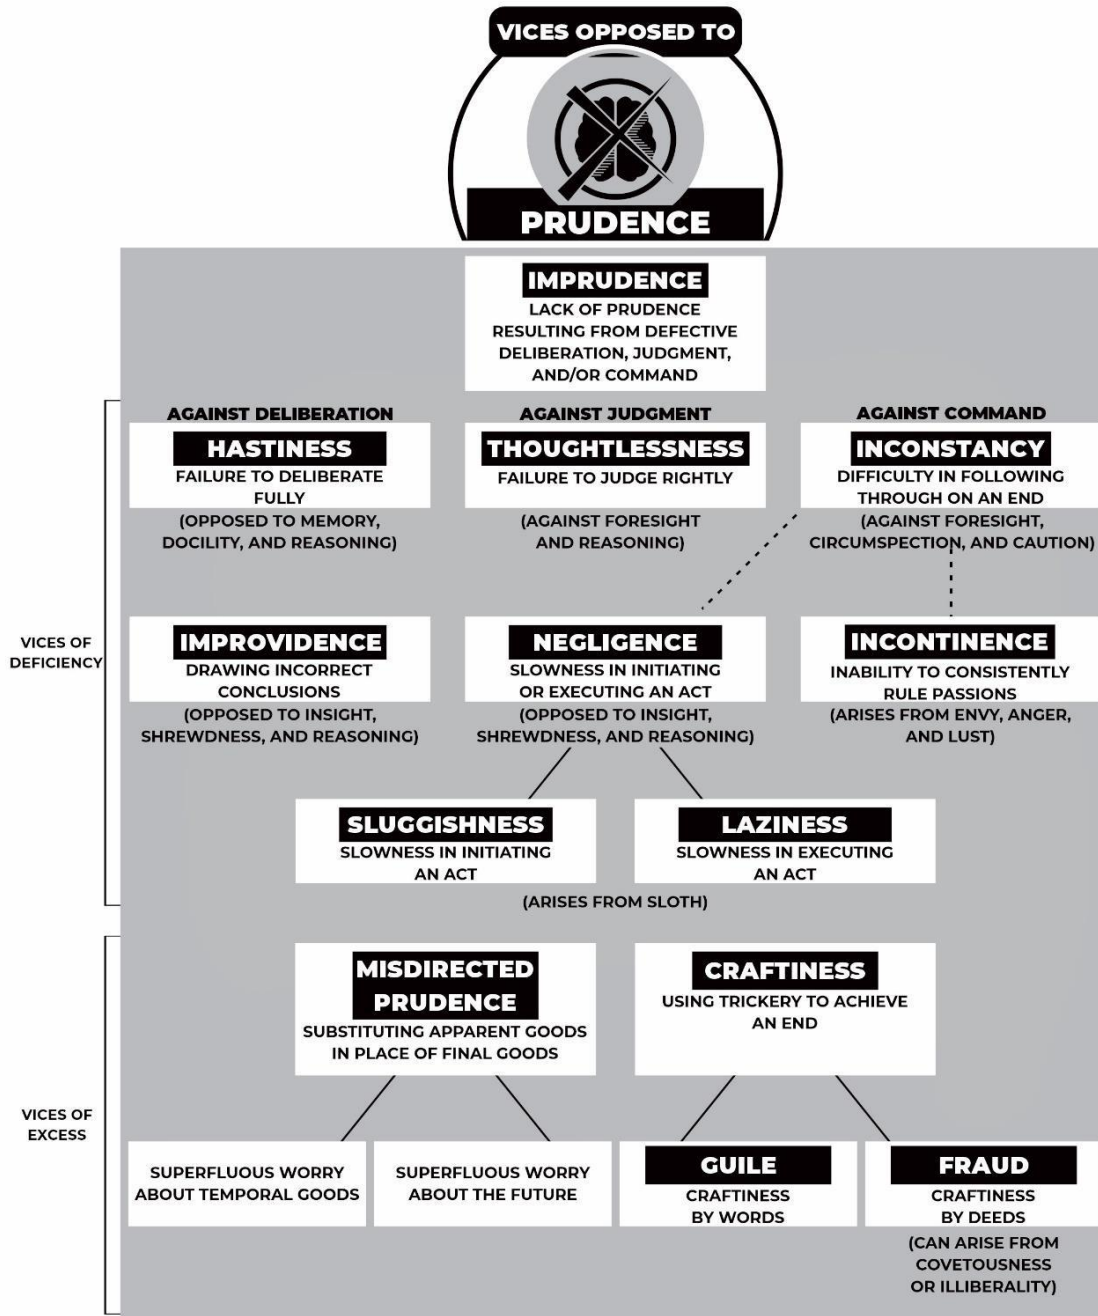 VICES OPPOSED TO
PRUDENCE
IMPRUDENCE
LACK OF PRUDENCE
RESULTING FROM DEFECTIVE
DELIBERATION, JUDGMENT,
AND/OR COMMAND
AGAINST DELIBERATION
HASTINESS
FAILURE TO DELIBERATE
FULLY
(OPPOSED TO MEMORY,
DOCILITY, AND REASONING)
AGAINST JUDGMENT
THOUGHTLESSNESS
FAILURE TO JUDGE RIGHTLY
(AGAINST FORESIGHT
AND REASONING)
AGAINST COMMAND
INCONSTANCY
DIFFICULTY IN FOLLOWING
THROUGH ON AN END
(AGAINST FORESIGHT,
CIRCUMSPECTION, AND CAUTION)
VICES OF
DEFICIENCY
IMPROVIDENCE
DRAWING INCORRECT
CONCLUSIONS
(OPPOSED TO INSIGHT,
SHREWDNESS, AND REASONING)
NEGLIGENCE
SLOWNESS IN INITIATING
OR EXECUTING AN ACT
(OPPOSED TO INSIGHT,
SHREWDNESS, AND REASONING)
INCONTINENCE
INABILITY TO CONSISTENTLY
RULE PASSIONS
(ARISES FROM ENVY, ANGER,
AND LUST)
SLUGGISHNESS
SLOWNESS IN INITIATING
AN ACT
LAZINESS
SLOWNESS IN EXECUTING
AN ACT
(ARISES FROM SLOTH)
VICES OF
EXCESS
MISDIRECTED
PRUDENCE
SUBSTITUTING APPARENT GOODS
IN PLACE OF FINAL GOODS
CRAFTINESS
USING TRICKERY TO ACHIEVE
AN END
SUPERFLUOUS WORRY
ABOUT TEMPORAL GOODS
SUPERFLUOUS WORRY
ABOUT THE FUTURE
GUILE
CRAFTINESS
BY WORDS
FRAUD
CRAFTINESS
BY DEEDS
(CAN ARISE FROM
COVETOUSNESS
OR ILLIBERALITY)